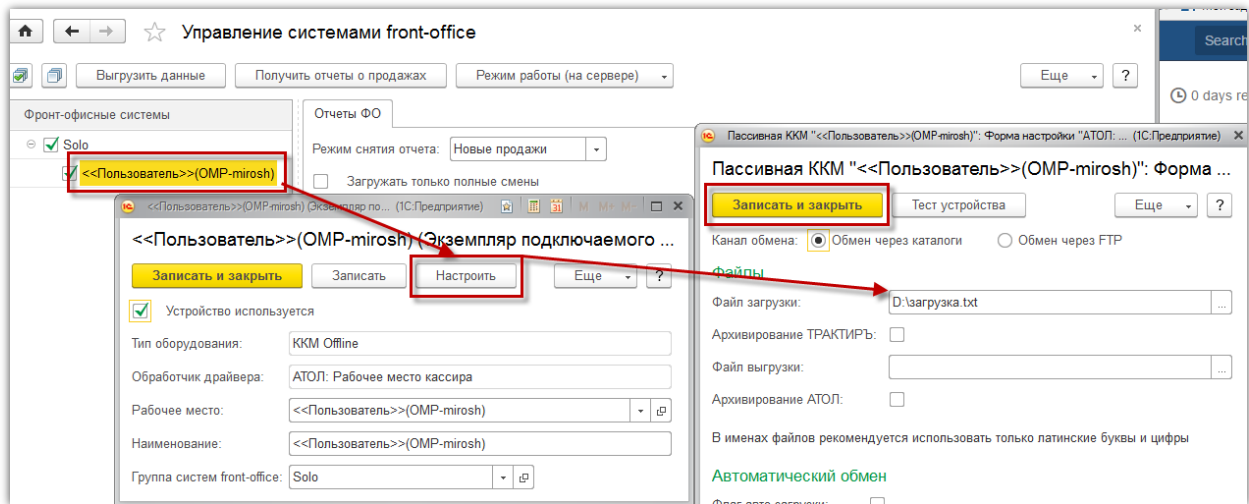 Управление системами front-office
Search
Выгрузить данные
Получить отчеты о продажах
Режим работы (на сервере)
Еще
?
0 days re
Фронт-офисные системы
Отчеты ФО
Solo
Режим снятия отчета: Новые продажи
<<Пользователь>>(OMP-mirosh)
Загружать только полные смены
<<Пользователь>>(OMP-mirosh) (Экземпляр по... (1С:Предприятие)
M M+ M-
<<Пользователь>>(OMP-mirosh) (Экземпляр подключаемого ...
Записать и закрыть
Записать
Настроить
Еще
?
Устройство используется
Тип оборудования: ККМ Offline
Обработчик драйвера: АТОЛ: Рабочее место кассира
Рабочее место: <<Пользователь>>(OMP-mirosh)
Наименование: <<Пользователь>>(OMP-mirosh)
Группа систем front-office: Solo
Пассивная ККМ "<<Пользователь>>(OMP-mirosh)": Форма настройки "АТОЛ: ... (1С:Предприятие)
Пассивная ККМ "<<Пользователь>>(OMP-mirosh)": Форма ...
Записать и закрыть
Тест устройства
Еще
?
Канал обмена: Обмен через каталоги Обмен через FTP
Файлы
Файл загрузки: D:\загрузка.txt
Архивирование ТРАКТИРЪ:
Файл выгрузки:
Архивирование АТОЛ:
В именах файлов рекомендуется использовать только латинские буквы и цифры
Автоматический обмен